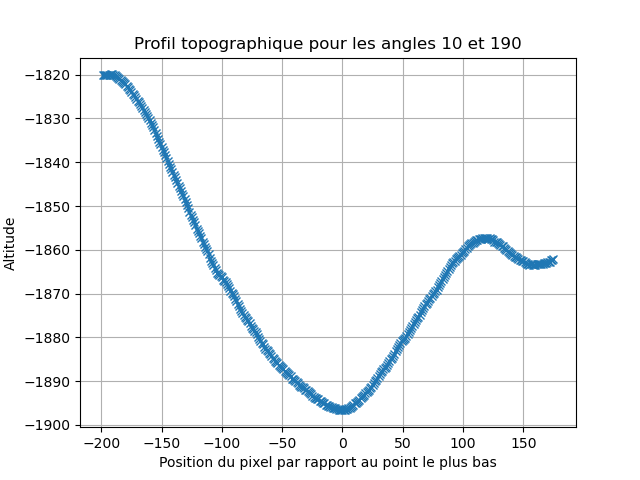 Profil topographique pour les angles 10 et 190
−1820
−1830
−1840
−1850
−1860
−1870
−1880
−1890
−1900
Altitude
−200 −150 −100 −50 0 50 100 150
Position du pixel par rapport au point le plus bas